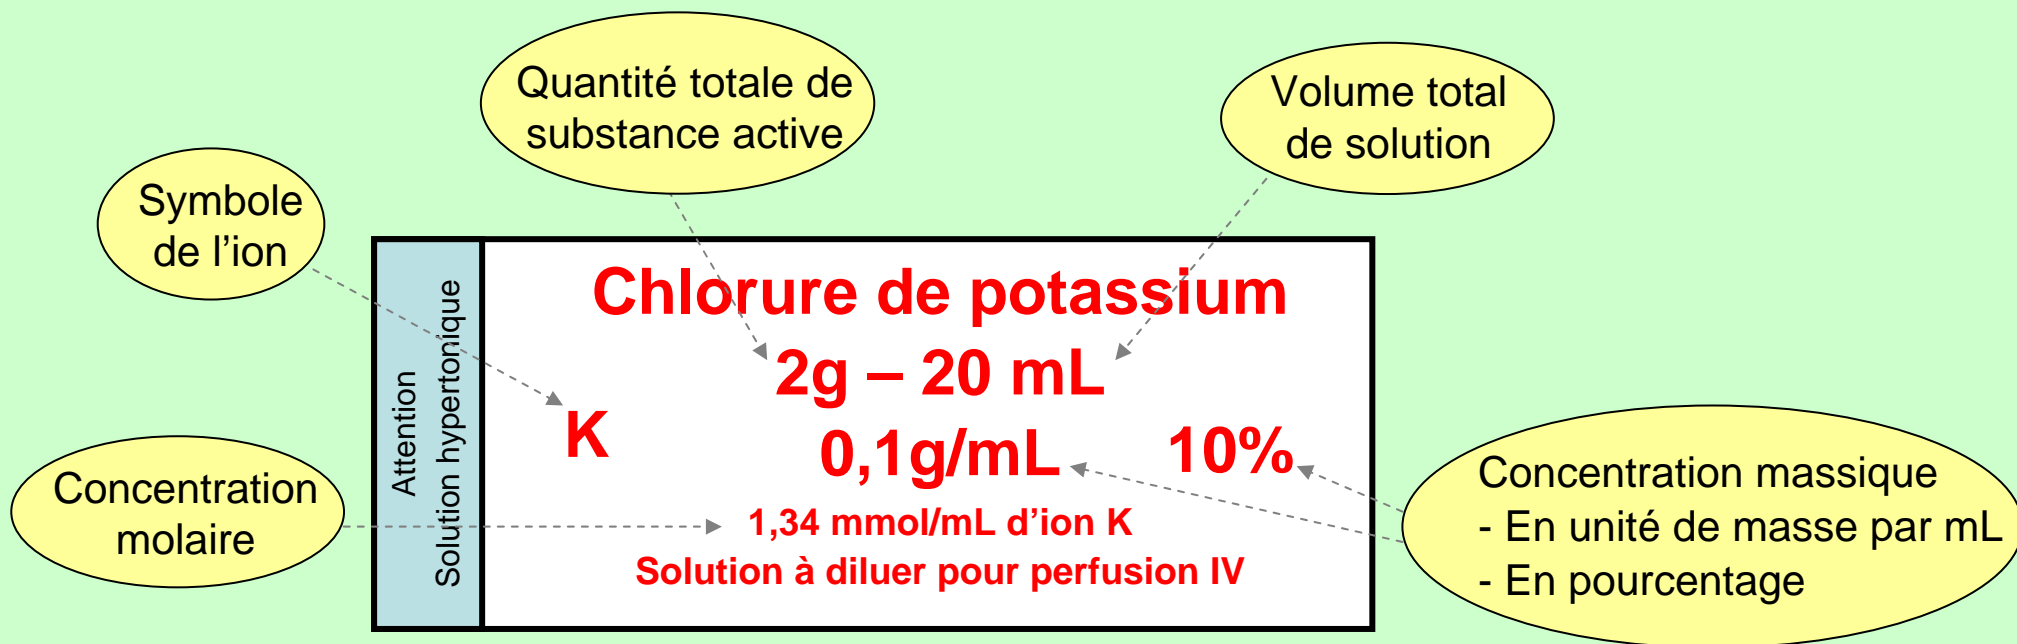 Quantité totale de
substance active
Volume total
de solution
Symbole
de l’ion
Concentration
molaire
Attention
Solution hypertonique
Chlorure de potassium
2g – 20 mL
K
0,1g/mL
10%
1,34 mmol/mL d’ion K
Solution à diluer pour perfusion IV
Concentration massique
- En unité de masse par mL
- En pourcentage